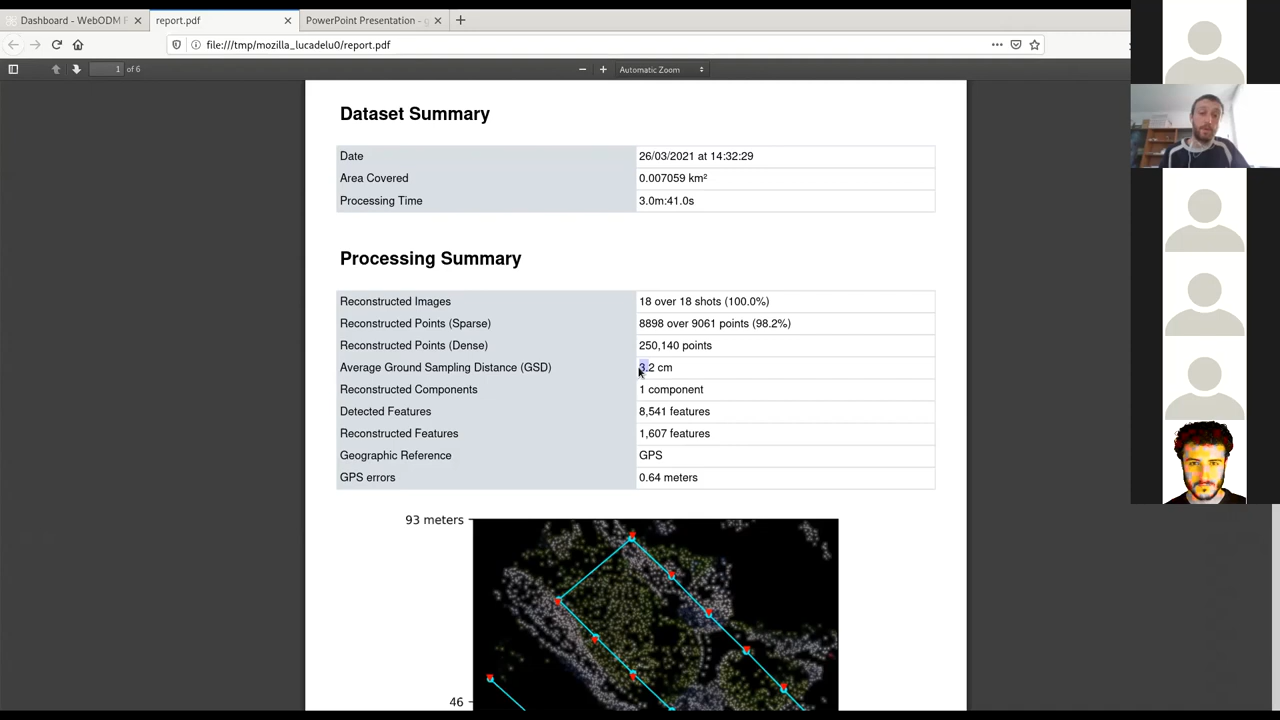 Dashboard - WebODM
report.pdf
PowerPoint Presentation -
file:///tmp/mozilla_lucadelu0/report.pdf
1 of 6
Automatic Zoom
Dataset Summary
Date 26/03/2021 at 14:32:29
Area Covered 0.007059 km²
Processing Time 3.0m:41.0s
Processing Summary
Reconstructed Images 18 over 18 shots (100.0%)
Reconstructed Points (Sparse) 8898 over 9061 points (98.2%)
Reconstructed Points (Dense) 250,140 points
Average Ground Sampling Distance (GSD) 3.2 cm
Reconstructed Components 1 component
Detected Features 8,541 features
Reconstructed Features 1,607 features
Geographic Reference GPS
GPS errors 0.64 meters
93 meters
46